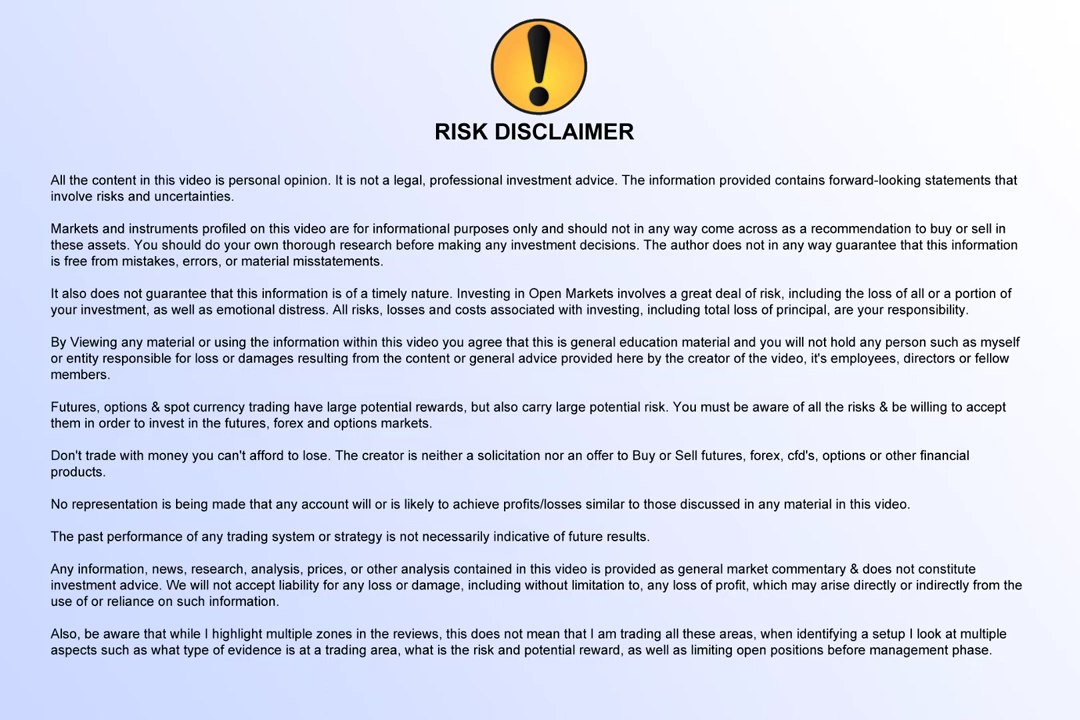 RISK DISCLAIMER
All the content in this video is personal opinion. It is not a legal, professional investment advice. The information provided contains forward-looking statements that
involve risks and uncertainties.
Markets and instruments profiled on this video are for informational purposes only and should not in any way come across as a recommendation to buy or sell in
these assets. You should do your own thorough research before making any investment decisions. The author does not in any way guarantee that this information
is free from mistakes, errors, or material misstatements.
It also does not guarantee that this information is of a timely nature. Investing in Open Markets involves a great deal of risk, including the loss of all or a portion of
your investment, as well as emotional distress. All risks, losses and costs associated with investing, including total loss of principal, are your responsibility.
By Viewing any material or using the information within this video you agree that this is general education material and you will not hold any person such as myself
or entity responsible for loss or damages resulting from the content or general advice provided here by the creator of the video, it's employees, directors or fellow
members.
Futures, options & spot currency trading have large potential rewards, but also carry large potential risk. You must be aware of all the risks & be willing to accept
them in order to invest in the futures, forex and options markets.
Don't trade with money you can't afford to lose. The creator is neither a solicitation nor an offer to Buy or Sell futures, forex, cfd's, options or other financial
products.
No representation is being made that any account will or is likely to achieve profits/losses similar to those discussed in any material in this video.
The past performance of any trading system or strategy is not necessarily indicative of future results.
Any information, news, research, analysis, prices, or other analysis contained in this video is provided as general market commentary & does not constitute
investment advice. We will not accept liability for any loss or damage, including without limitation to, any loss of profit, which may arise directly or indirectly from the
use of or reliance on such information.
Also, be aware that while I highlight multiple zones in the reviews, this does not mean that I am trading all these areas, when identifying a setup I look at multiple
aspects such as what type of evidence is at a trading area, what is the risk and potential reward, as well as limiting open positions before management phase.